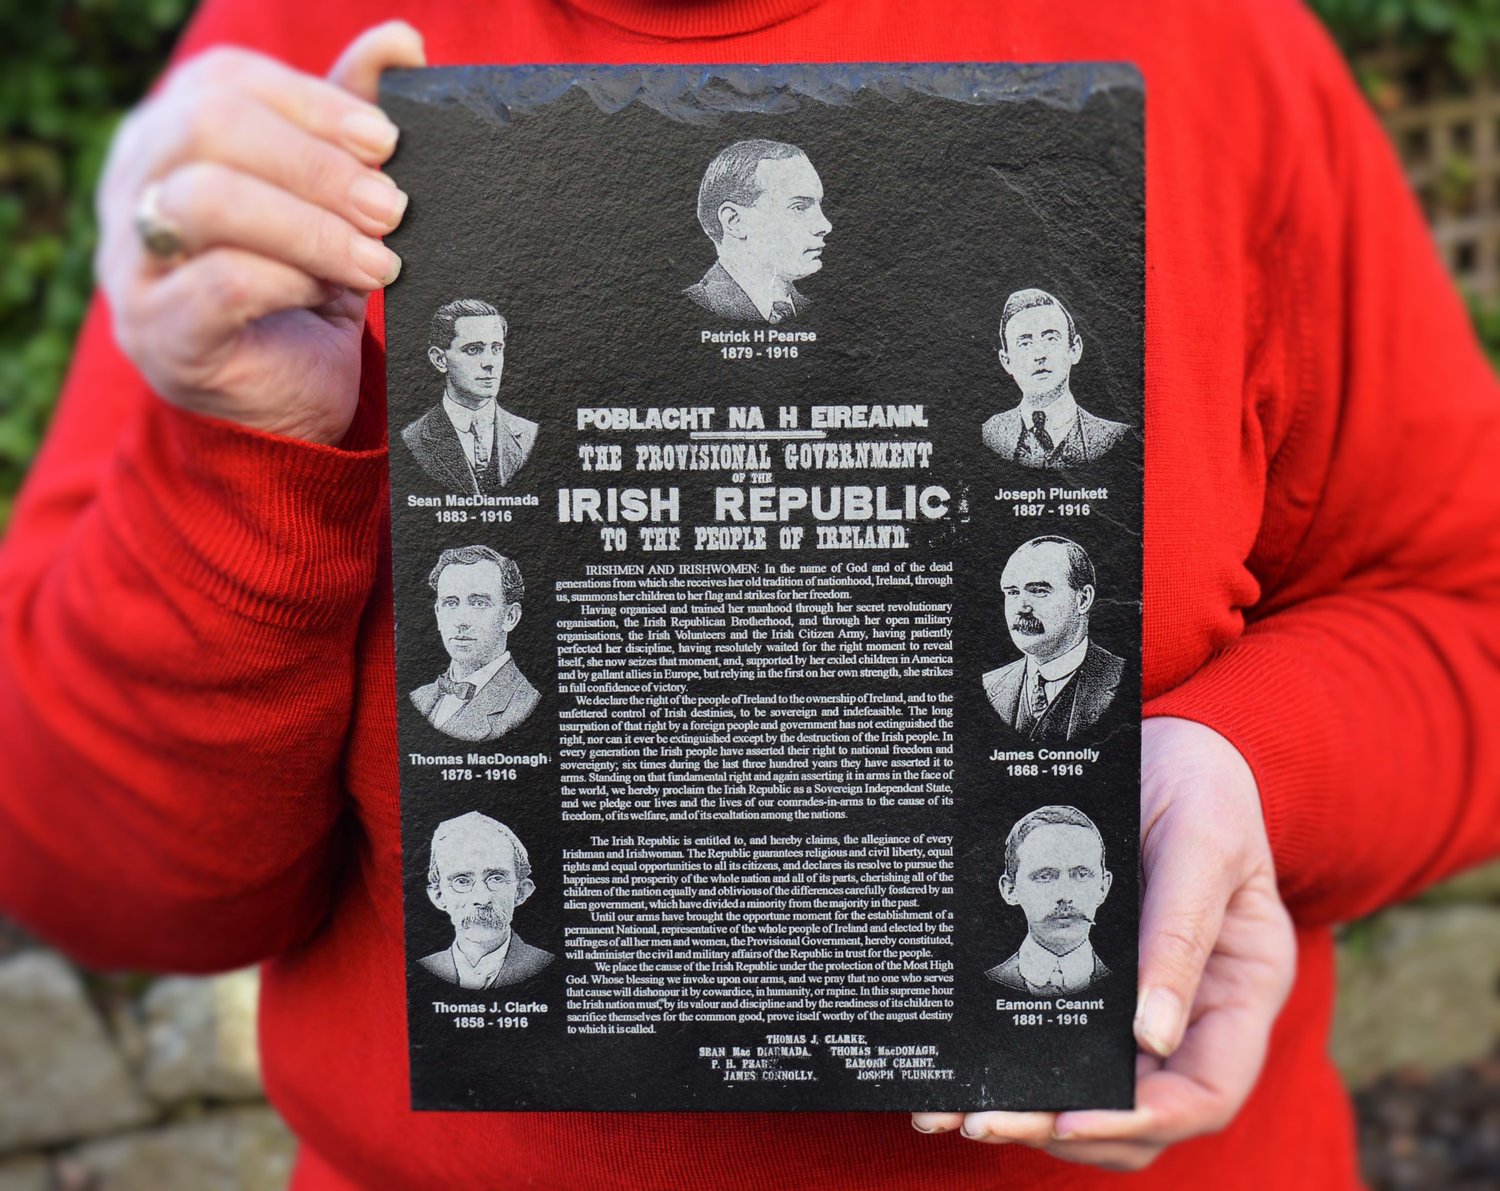 Patrick H Pearse
1879 - 1916
Sean MacDiarmada
1883 - 1916
Joseph Plunkett
1887 - 1916
Thomas MacDonagh
1878 - 1916
James Connolly
1868 - 1916
Thomas J. Clarke
1858 - 1916
Eamonn Ceannt
1881 - 1916
POBLACHT NA H EIREANN.
THE PROVISIONAL GOVERNMENT
OF THE
IRISH REPUBLIC
TO THE PEOPLE OF IRELAND.
IRISHMEN AND IRISHWOMEN: In the name of God and of the dead
generations from which she receives her old tradition of nationhood, Ireland, through
us, summons her children to her flag and strikes for her freedom.
Having organised and trained her manhood through her secret revolutionary
organisation, the Irish Republican Brotherhood, and through her open military
organisations, the Irish Volunteers and the Irish Citizen Army, having patiently
perfected her discipline, having resolutely waited for the right moment to reveal
itself, she now seizes that moment, and, supported by her exiled children in America
and by gallant allies in Europe, but relying in the first on her own strength, she strikes
in full confidence of victory.
We declare the right of the people of Ireland to the ownership of Ireland, and to the
unfettered control of Irish destinies, to be sovereign and indefeasible. The long
usurpation of that right by a foreign people and government has not extinguished the
right, nor can it ever be extinguished except by the destruction of the Irish people. In
every generation the Irish people have asserted their right to national freedom and
sovereignty; six times during the last three hundred years they have asserted it to
arms. Standing on that fundamental right and again asserting it in arms in the face of
the world, we hereby proclaim the Irish Republic as a Sovereign Independent State,
and we pledge our lives and the lives of our comrades-in-arms to the cause of its
freedom, of its welfare, and of its exaltation among the nations.
The Irish Republic is entitled to, and hereby claims, the allegiance of every
Irishman and Irishwoman. The Republic guarantees religious and civil liberty, equal
rights and equal opportunities to all its citizens, and declares its resolve to pursue the
happiness and prosperity of the whole nation and all of its parts, cherishing all of the
children of the nation equally and oblivious of the differences carefully fostered by an
alien government, which have divided a minority from the majority in the past.
Until our arms have brought the opportune moment for the establishment of a
permanent National, representative of the whole people of Ireland and elected by the
suffrages of all her men and women, the Provisional Government, hereby constituted,
will administer the civil and military affairs of the Republic in trust for the people.
We place the cause of the Irish Republic under the protection of the Most High
God. Whose blessing we invoke upon our arms, and we pray that no one who serves
that cause will dishonour it by cowardice, in humanity, or rapine. In this supreme hour
the Irish nation must, by its valour and discipline and by the readiness of its children to
sacrifice themselves for the common good, prove itself worthy of the august destiny
to which it is called.
THOMAS J. CLARKE,
SEAN Mac DIARMADA, THOMAS MacDONAGH,
P. H. PEARSE, EAMONN CEANNT,
JAMES CONNOLLY, JOSEPH PLUNKETT